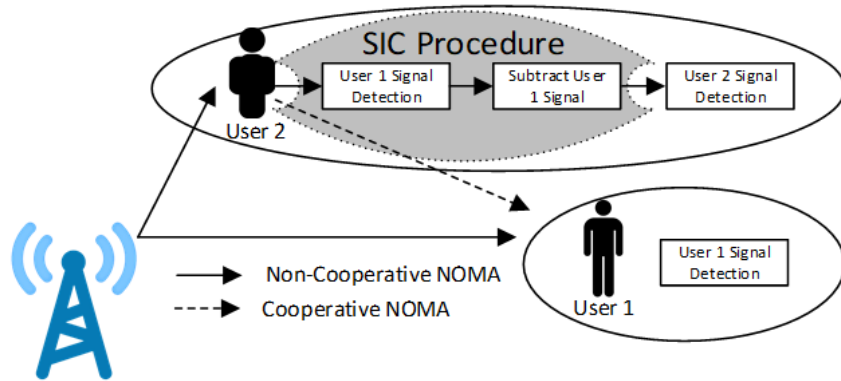 SIC Procedure
User 1 Signal
Detection
Subtract User
1 Signal
User 2 Signal
Detection
User 2
User 1 Signal
Detection
User 1
Non-Cooperative NOMA
Cooperative NOMA